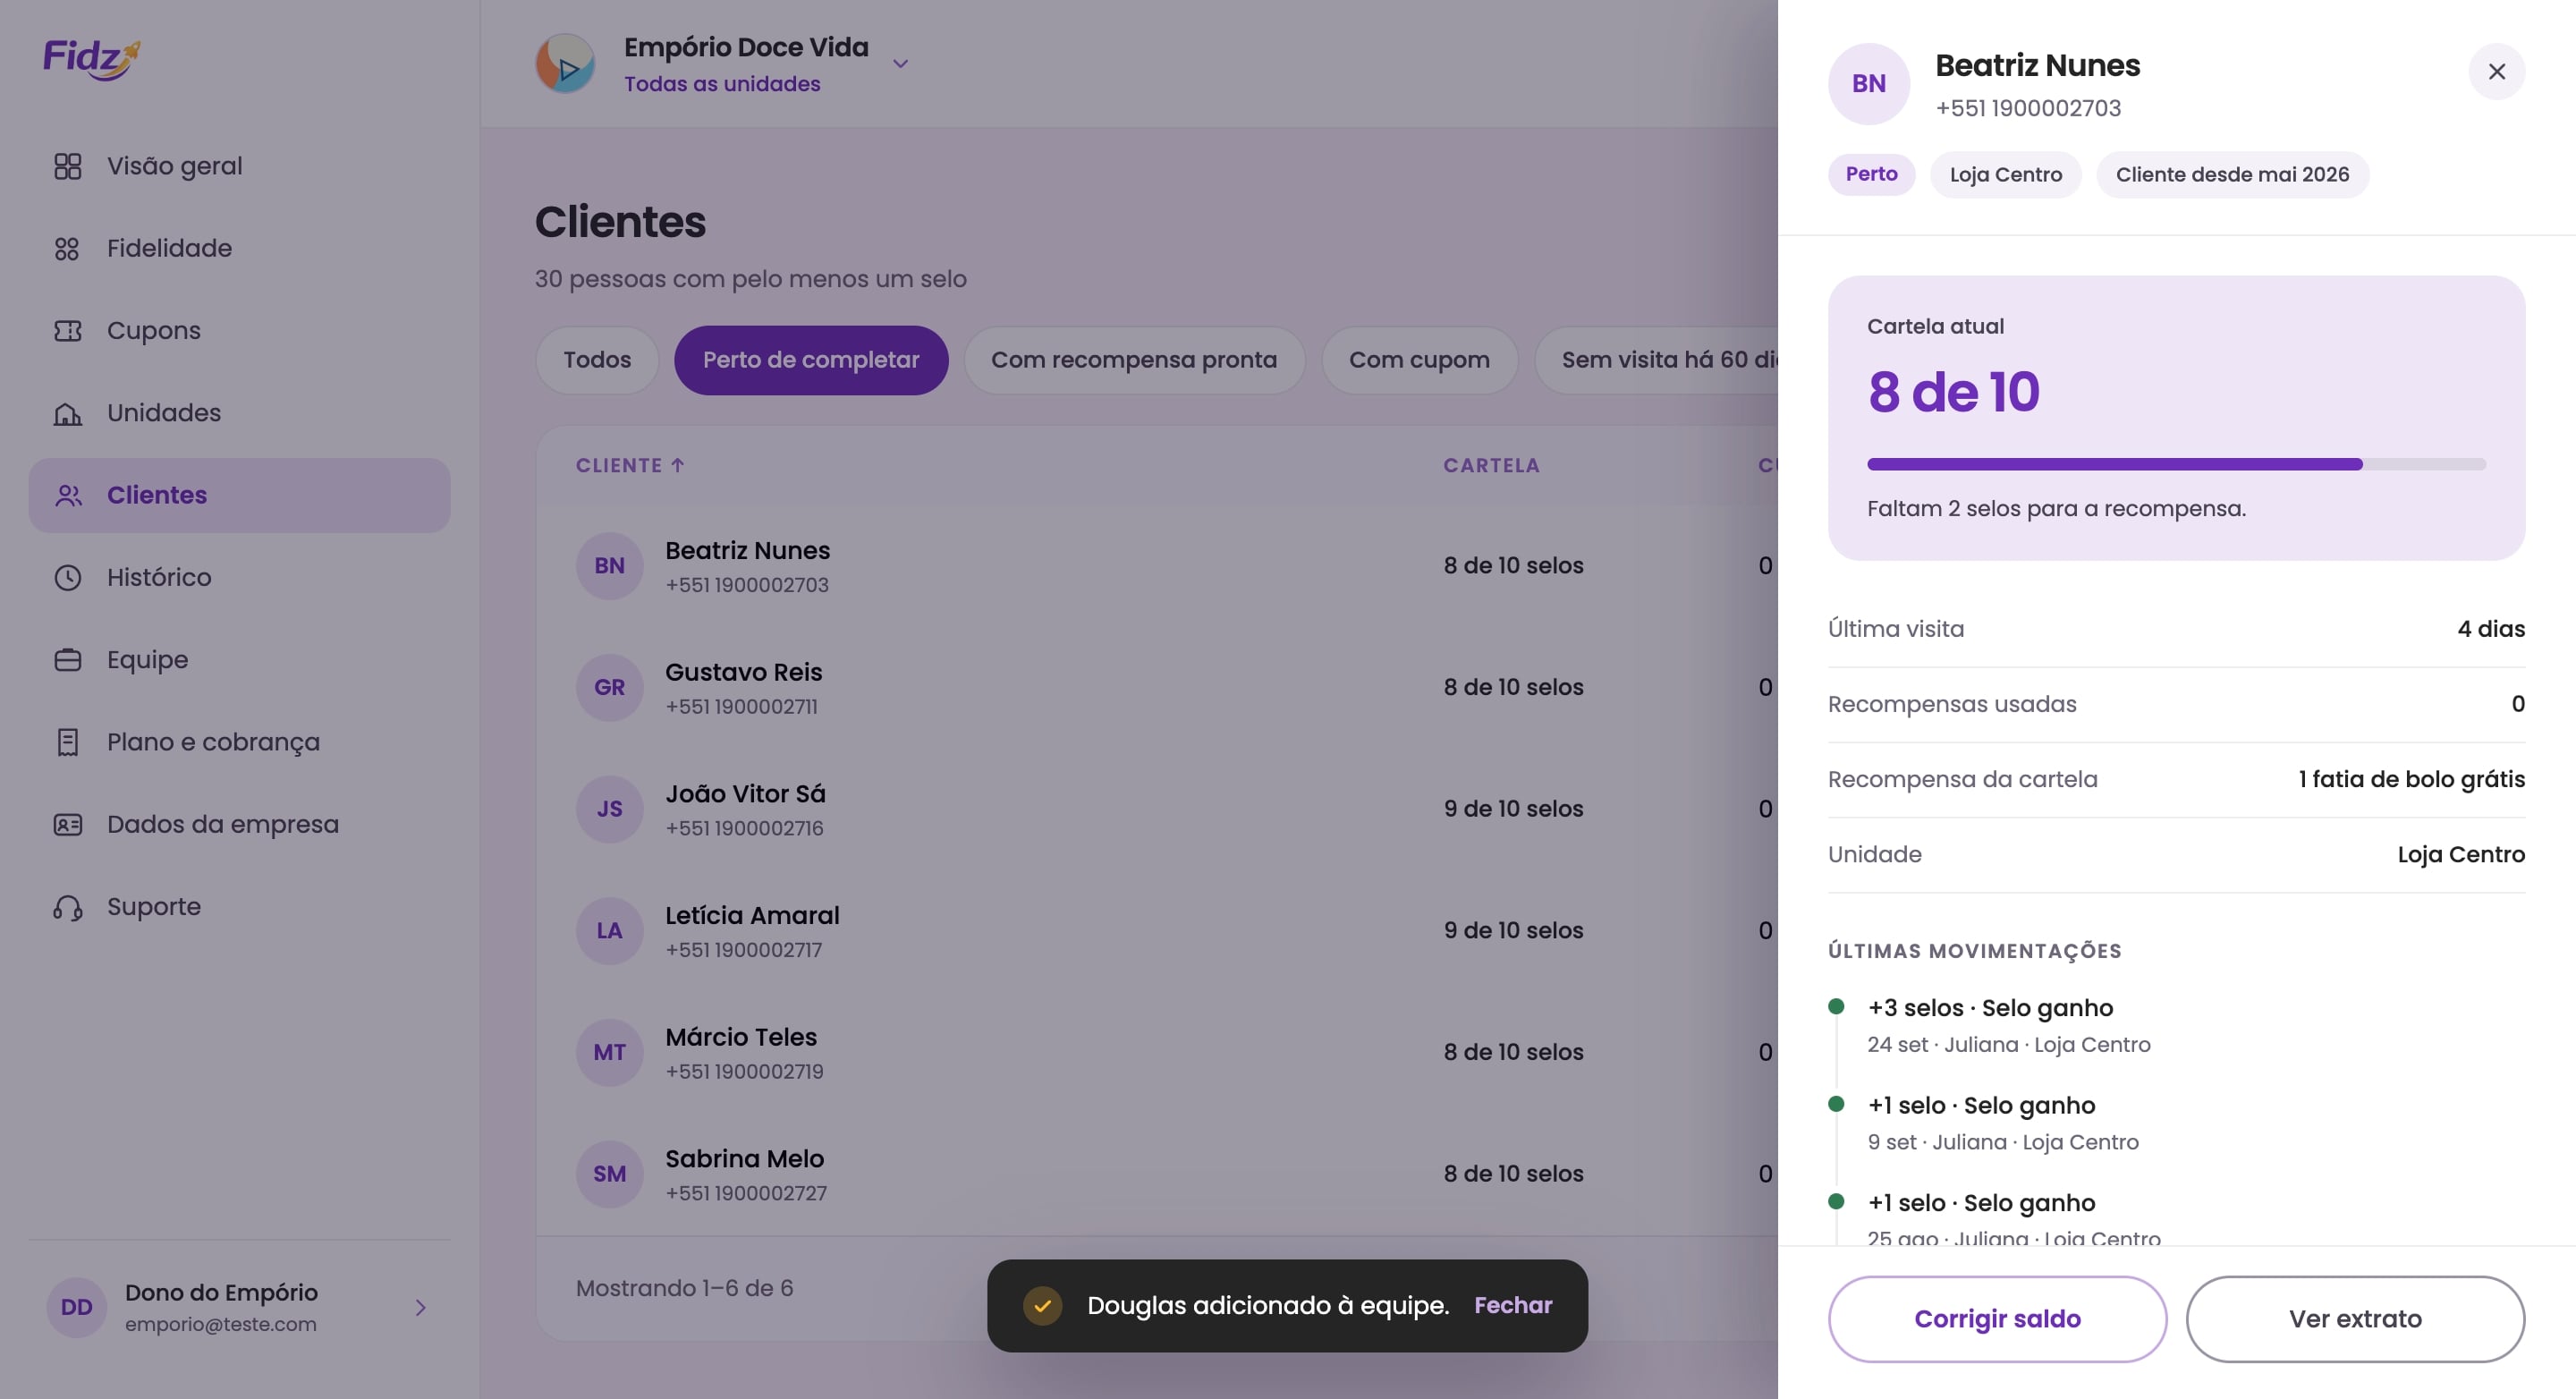 Fidz
Visão geral
Fidelidade
Cupons
Unidades
Clientes
Histórico
Equipe
Plano e cobrança
Dados da empresa
Suporte
DD
Dono do Empório
emporio@teste.com
Empório Doce Vida
Todas as unidades
Clientes
30 pessoas com pelo menos um selo
Todos
Perto de completar
Com recompensa pronta
Com cupom
Sem visita há 60
CLIENTE ↑
CARTELA
BN
Beatriz Nunes
+551 1900002703
8 de 10 selos
0
GR
Gustavo Reis
+551 1900002711
8 de 10 selos
0
JS
João Vitor Sá
+551 1900002716
9 de 10 selos
0
LA
Letícia Amaral
+551 1900002717
9 de 10 selos
0
MT
Márcio Teles
+551 1900002719
8 de 10 selos
0
SM
Sabrina Melo
+551 1900002727
8 de 10 selos
0
Mostrando 1–6 de 6
Douglas adicionado à equipe.
Fechar
BN
Beatriz Nunes
+551 1900002703
Perto
Loja Centro
Cliente desde mai 2026
Cartela atual
8 de 10
Faltam 2 selos para a recompensa.
Última visita
4 dias
Recompensas usadas
0
Recompensa da cartela
1 fatia de bolo grátis
Unidade
Loja Centro
ÚLTIMAS MOVIMENTAÇÕES
+3 selos · Selo ganho
24 set · Juliana · Loja Centro
+1 selo · Selo ganho
9 set · Juliana · Loja Centro
+1 selo · Selo ganho
25 ago · Juliana · Loja Centro
Corrigir saldo
Ver extrato